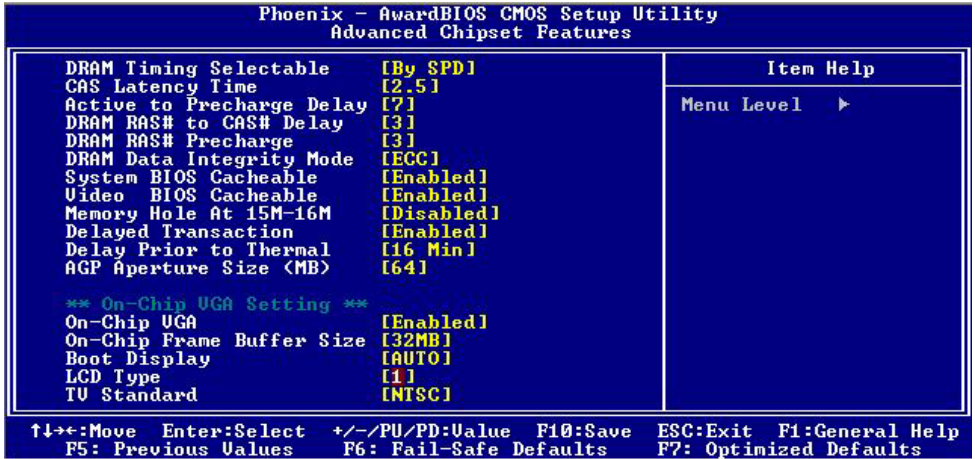 Phoenix - AwardBIOS CMOS Setup Utility
Advanced Chipset Features
DRAM Timing Selectable [By SPD]
CAS Latency Time [2.5]
Active to Precharge Delay [7]
DRAM RAS# to CAS# Delay [3]
DRAM RAS# Precharge [3]
DRAM Data Integrity Mode [ECC]
System BIOS Cacheable [Enabled]
Video BIOS Cacheable [Enabled]
Memory Hole At 15M-16M [Disabled]
Delayed Transaction [Enabled]
Delay Prior to Thermal [16 Min]
AGP Aperture Size (MB) [64]
** On-Chip VGA Setting **
On-Chip VGA [Enabled]
On-Chip Frame Buffer Size [32MB]
Boot Display [AUTO]
LCD Type [1]
TV Standard [NTSC]
Item Help
Menu Level ►
↑↓→←:Move Enter:Select +/-/PU/PD:Value F10:Save ESC:Exit F1:General Help
F5: Previous Values F6: Fail-Safe Defaults F7: Optimized Defaults